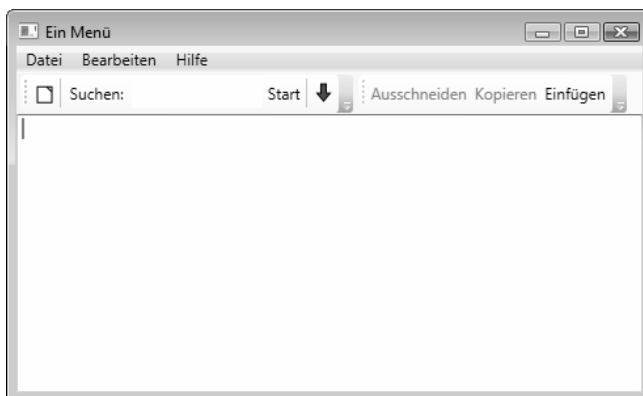 Ein Menü
Datei Bearbeiten Hilfe
Suchen: Start Ausschneiden Kopieren Einfügen